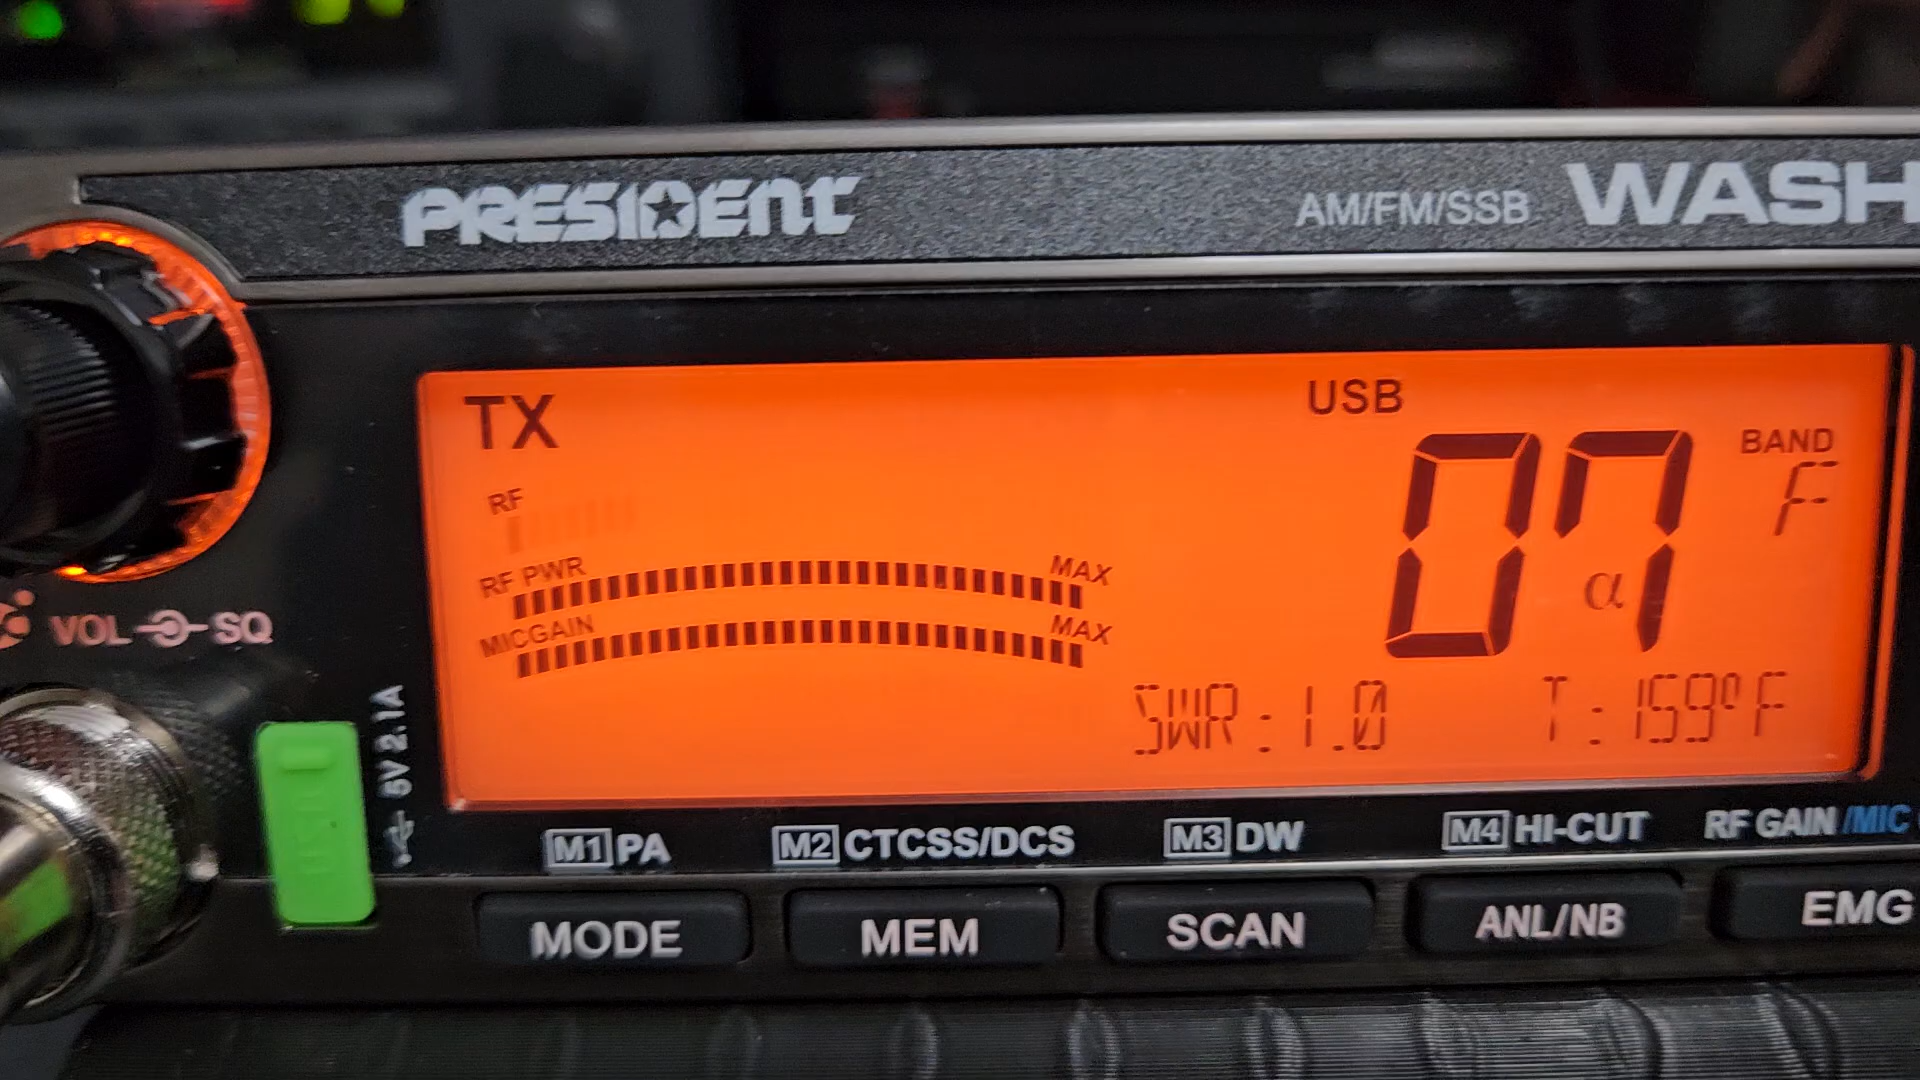 PRESIDENT
AM/FM/SSB WASH
TX
USB
07
α
BAND
F
RF
RF PWR MAX
MICGAIN MAX
SWR:1.0 T:159°F
VOL SQ
5V 2.1A
M1 PA
M2 CTCSS/DCS
M3 DW
M4 HI-CUT
RF GAIN/MIC
MODE
MEM
SCAN
ANL/NB
EMG